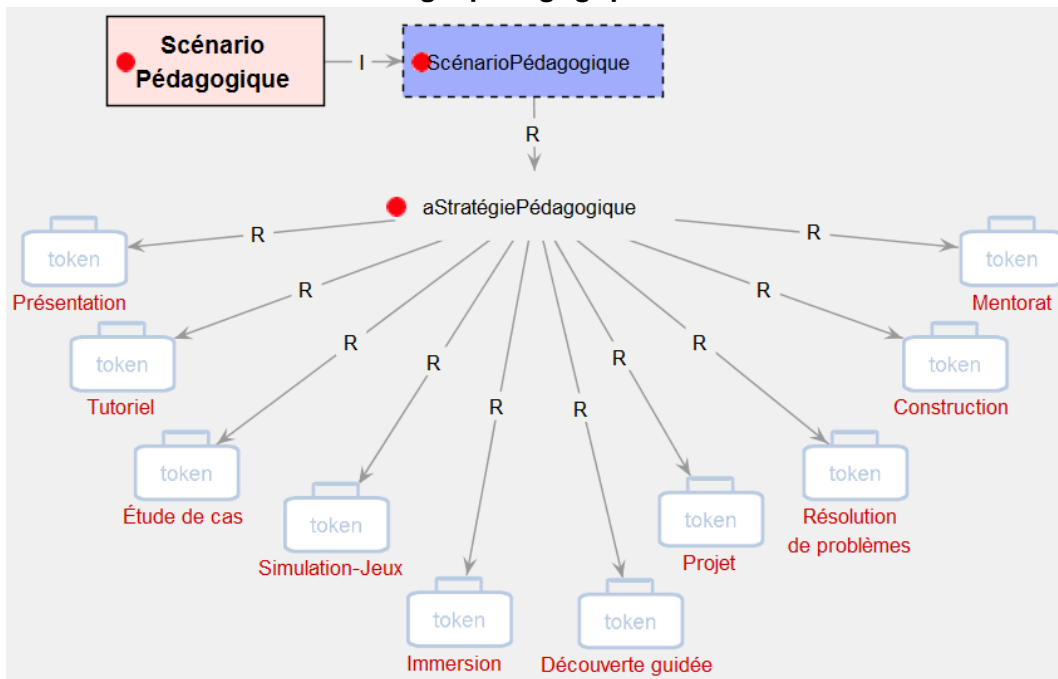 Scénario
Pédagogique
I
ScénarioPédagogique
R
aStratégiePédagogique
R
R
token
token
Présentation
Mentorat
R
R
token
token
Tutoriel
Construction
R
R
R
R
R
R
token
token
Étude de cas
Résolution
de problèmes
token
token
Simulation-Jeux
Projet
token
token
Immersion
Découverte guidée